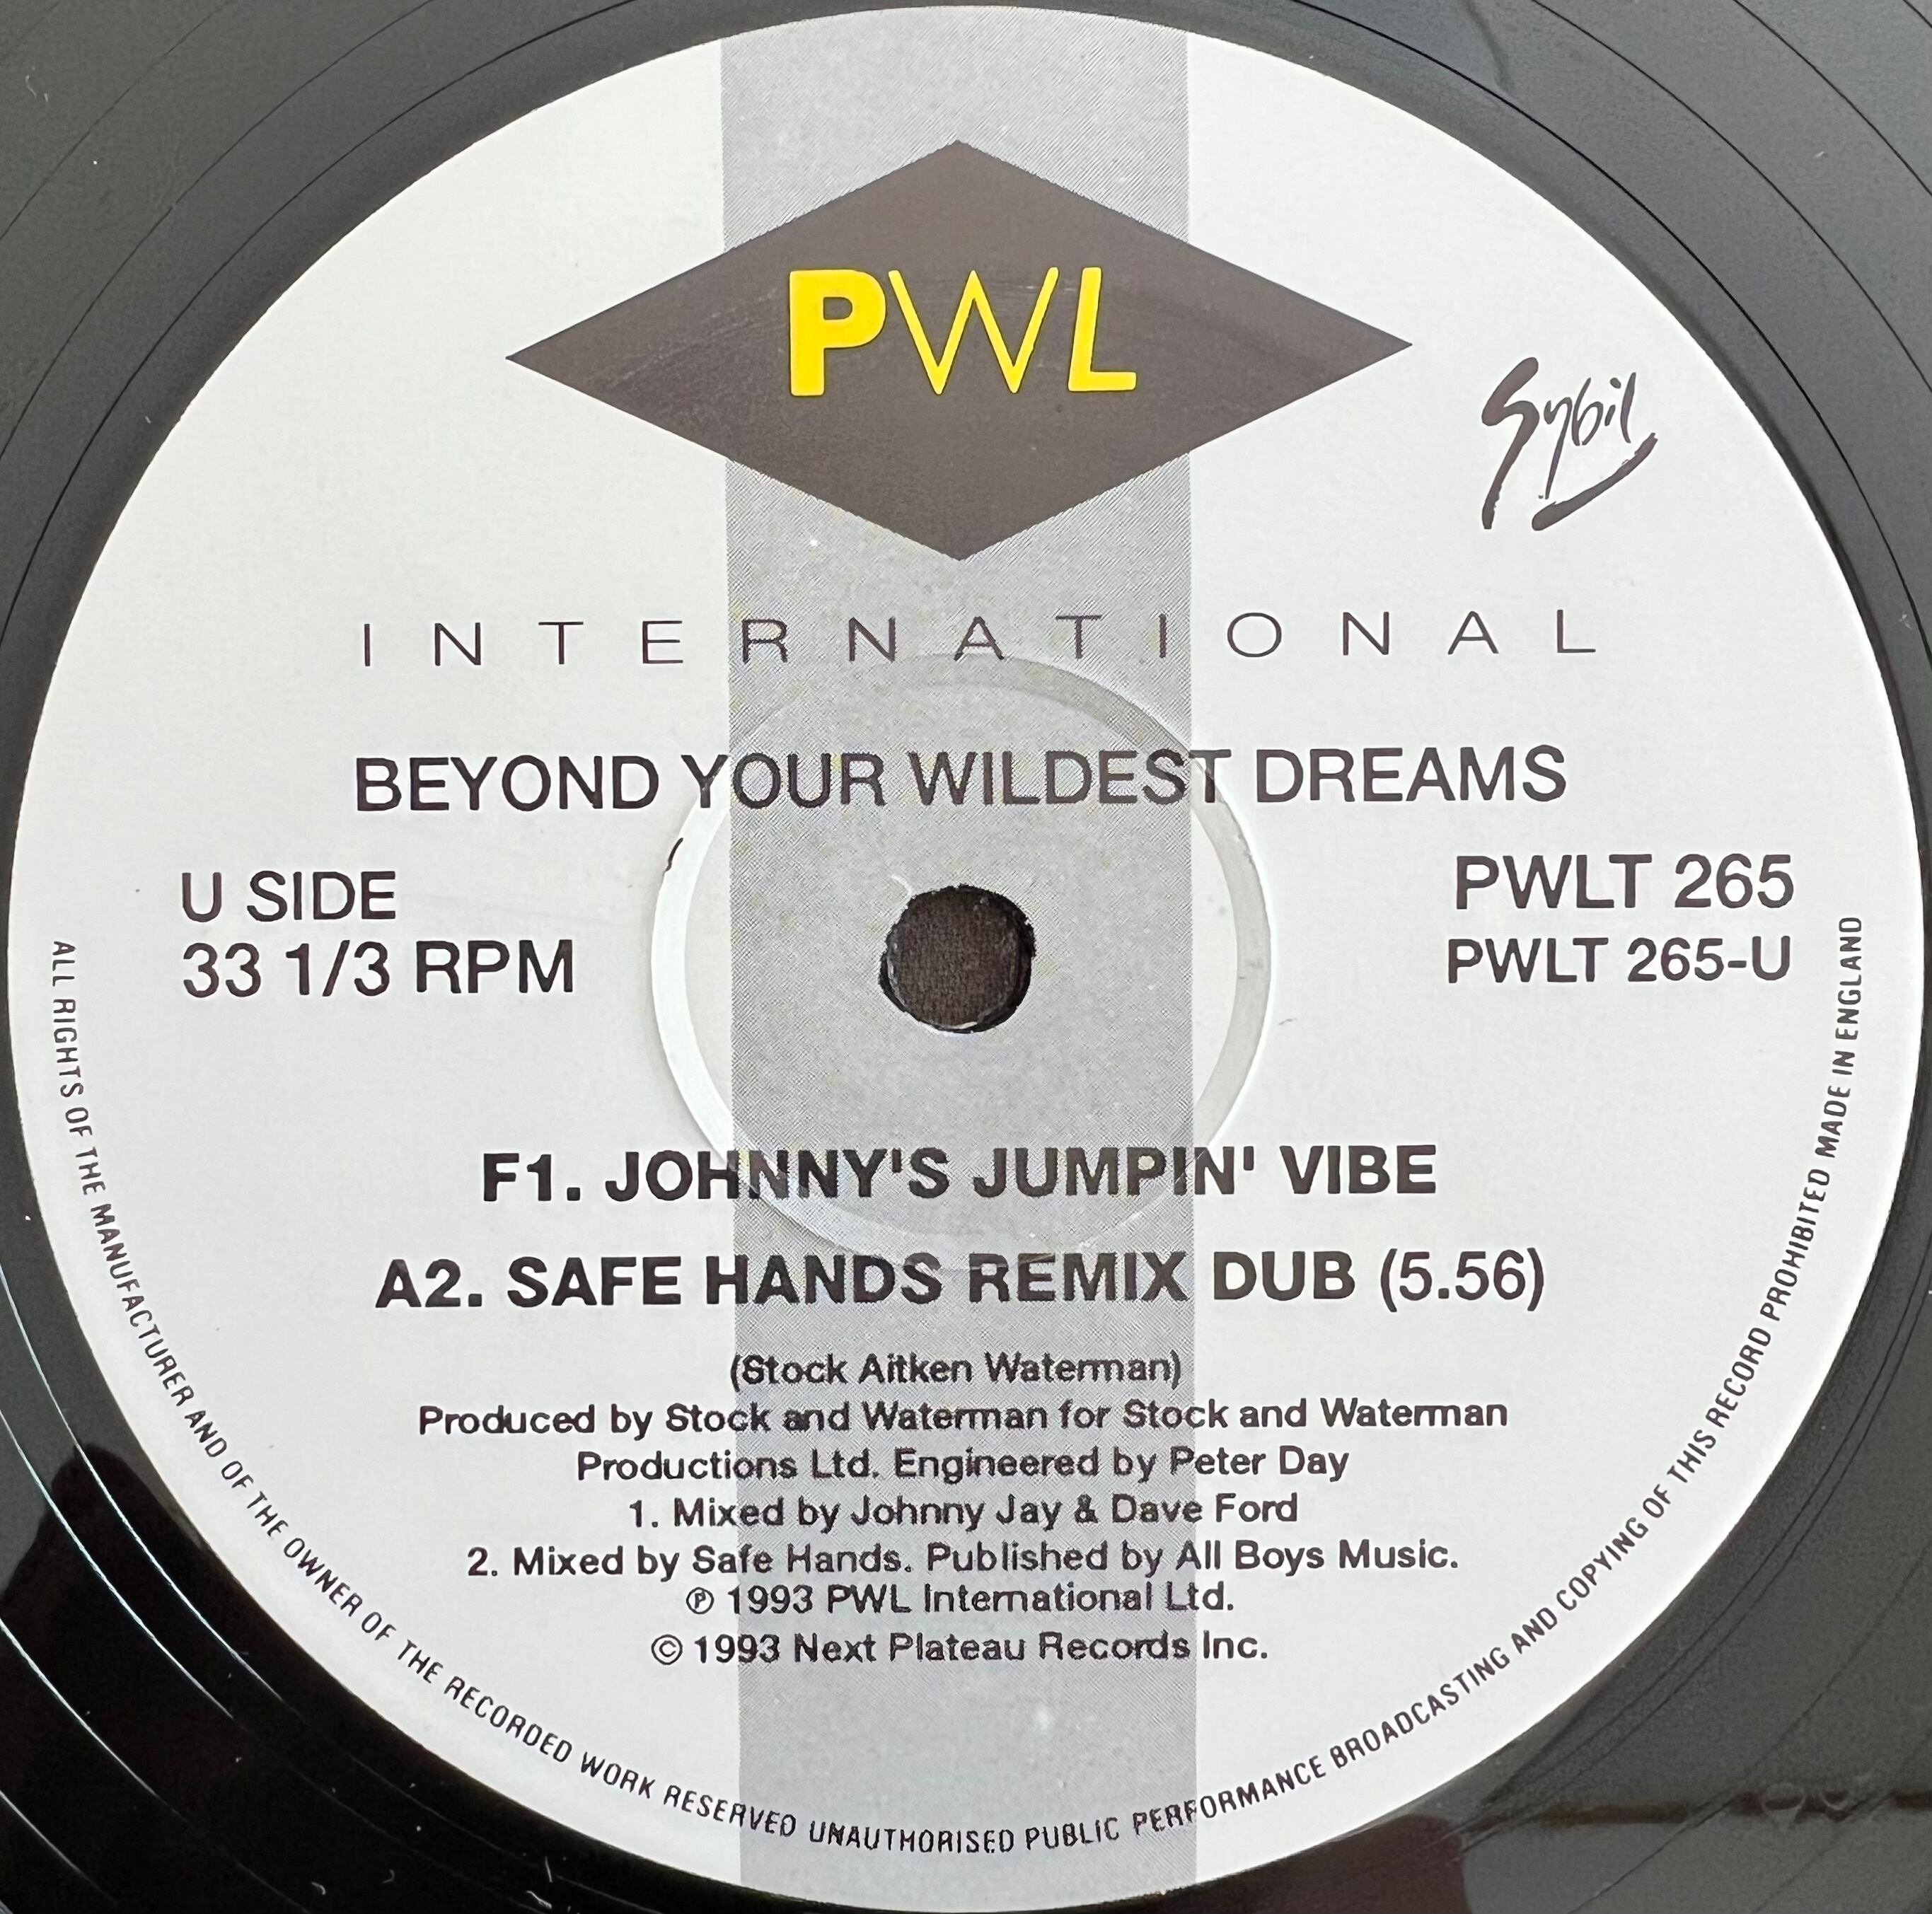 PWL
Sybil
INTERNATIONAL
BEYOND YOUR WILDEST DREAMS
U SIDE
33 1/3 RPM
PWLT 265
PWLT 265-U
F1. JOHNNY'S JUMPIN' VIBE
A2. SAFE HANDS REMIX DUB (5.56)
(Stock Aitken Waterman)
Produced by Stock and Waterman for Stock and Waterman
Productions Ltd. Engineered by Peter Day
1. Mixed by Johnny Jay & Dave Ford
2. Mixed by Safe Hands. Published by All Boys Music.
℗ 1993 PWL International Ltd.
© 1993 Next Plateau Records Inc.
ALL RIGHTS OF THE MANUFACTURER AND OF THE OWNER OF THE RECORDED WORK RESERVED UNAUTHORISED PUBLIC PERFORMANCE BROADCASTING AND COPYING OF THIS RECORD PROHIBITED MADE IN ENGLAND